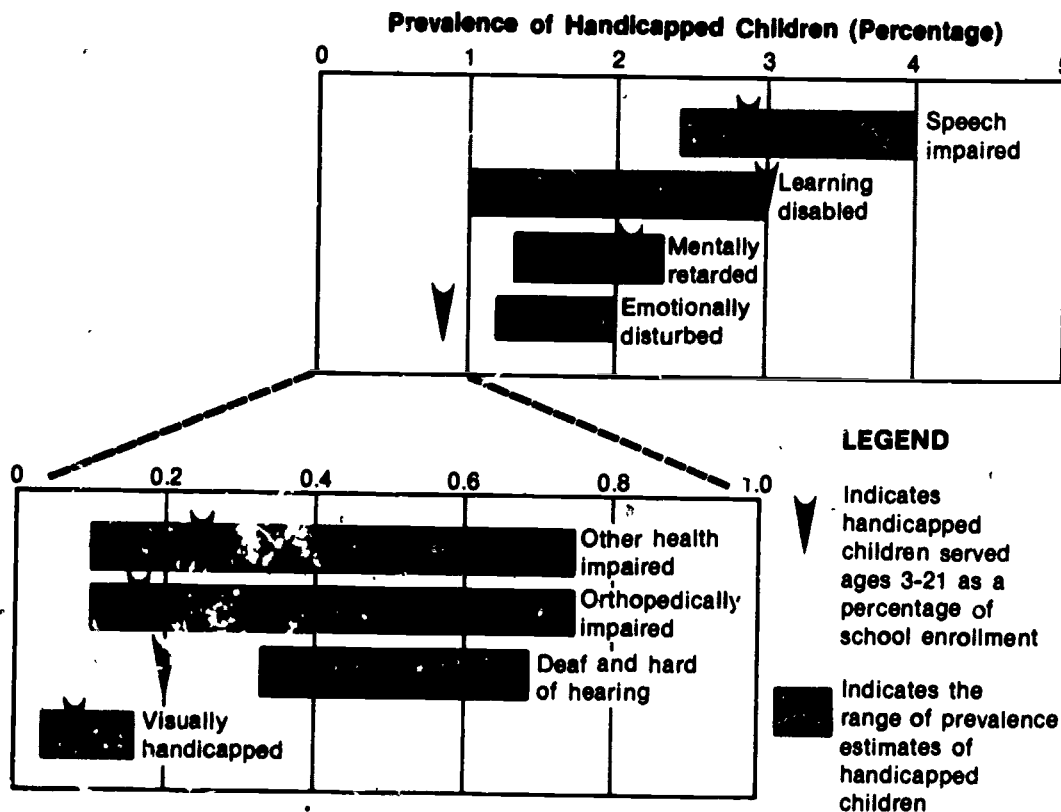 Prevalence of Handicapped Children (Percentage)
0 1 2 3 4 5
Speech
impaired
Learning
disabled
Mentally
retarded
Emotionally
disturbed
0 0.2 0.4 0.6 0.8 1.0
Other health
impaired
Orthopedically
impaired
Deaf and hard
of hearing
Visually
handicapped
LEGEND
Indicates
handicapped
children served
ages 3-21 as a
percentage of
school enrollment
Indicates the
range of prevalence
estimates of
handicapped
children